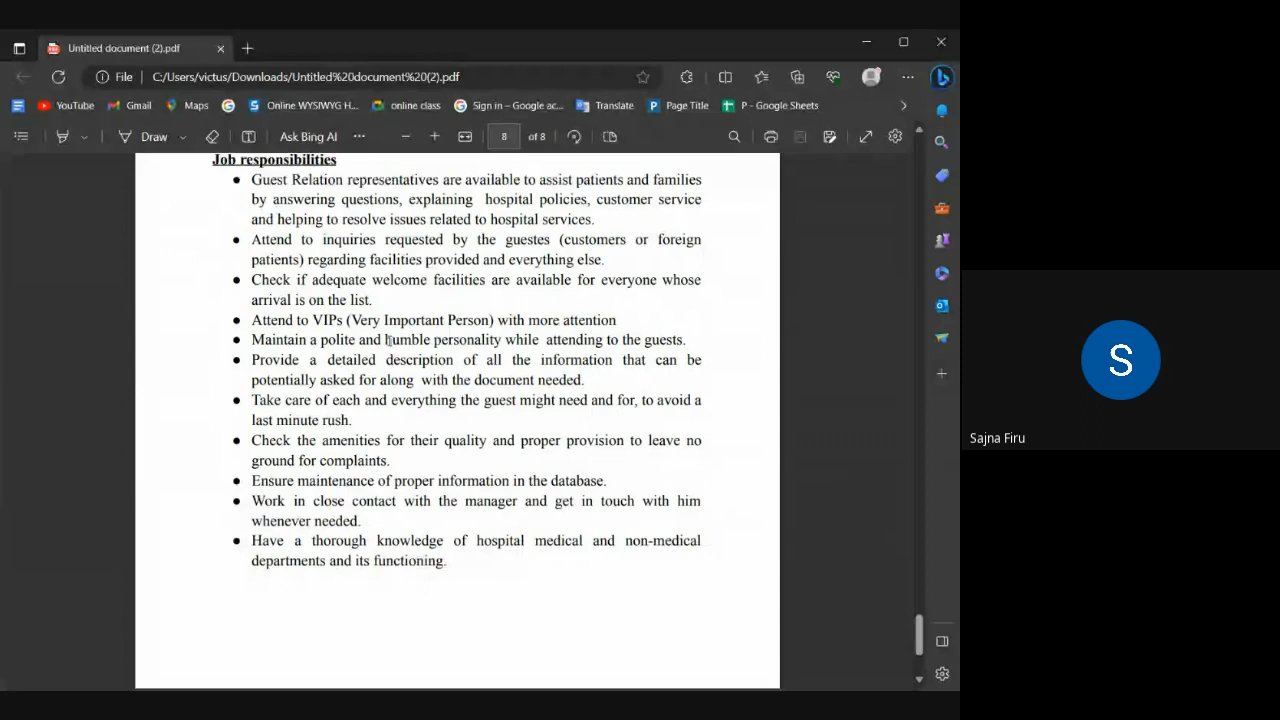 Untitled document (2).pdf
File | C:/Users/victus/Downloads/Untitled%20document%20(2).pdf
YouTube Gmail Maps Online WYSIWYG H... online class Sign in – Google ac... Translate Page Title P - Google Sheets
Draw Ask Bing AI 8 of 8
Job responsibilities
● Guest Relation representatives are available to assist patients and families
by answering questions, explaining hospital policies, customer service
and helping to resolve issues related to hospital services.
● Attend to inquiries requested by the guestes (customers or foreign
patients) regarding facilities provided and everything else.
● Check if adequate welcome facilities are available for everyone whose
arrival is on the list.
● Attend to VIPs (Very Important Person) with more attention
● Maintain a polite and humble personality while attending to the guests.
● Provide a detailed description of all the information that can be
potentially asked for along with the document needed.
● Take care of each and everything the guest might need and for, to avoid a
last minute rush.
● Check the amenities for their quality and proper provision to leave no
ground for complaints.
● Ensure maintenance of proper information in the database.
● Work in close contact with the manager and get in touch with him
whenever needed.
● Have a thorough knowledge of hospital medical and non-medical
departments and its functioning.
S
Sajna Firu